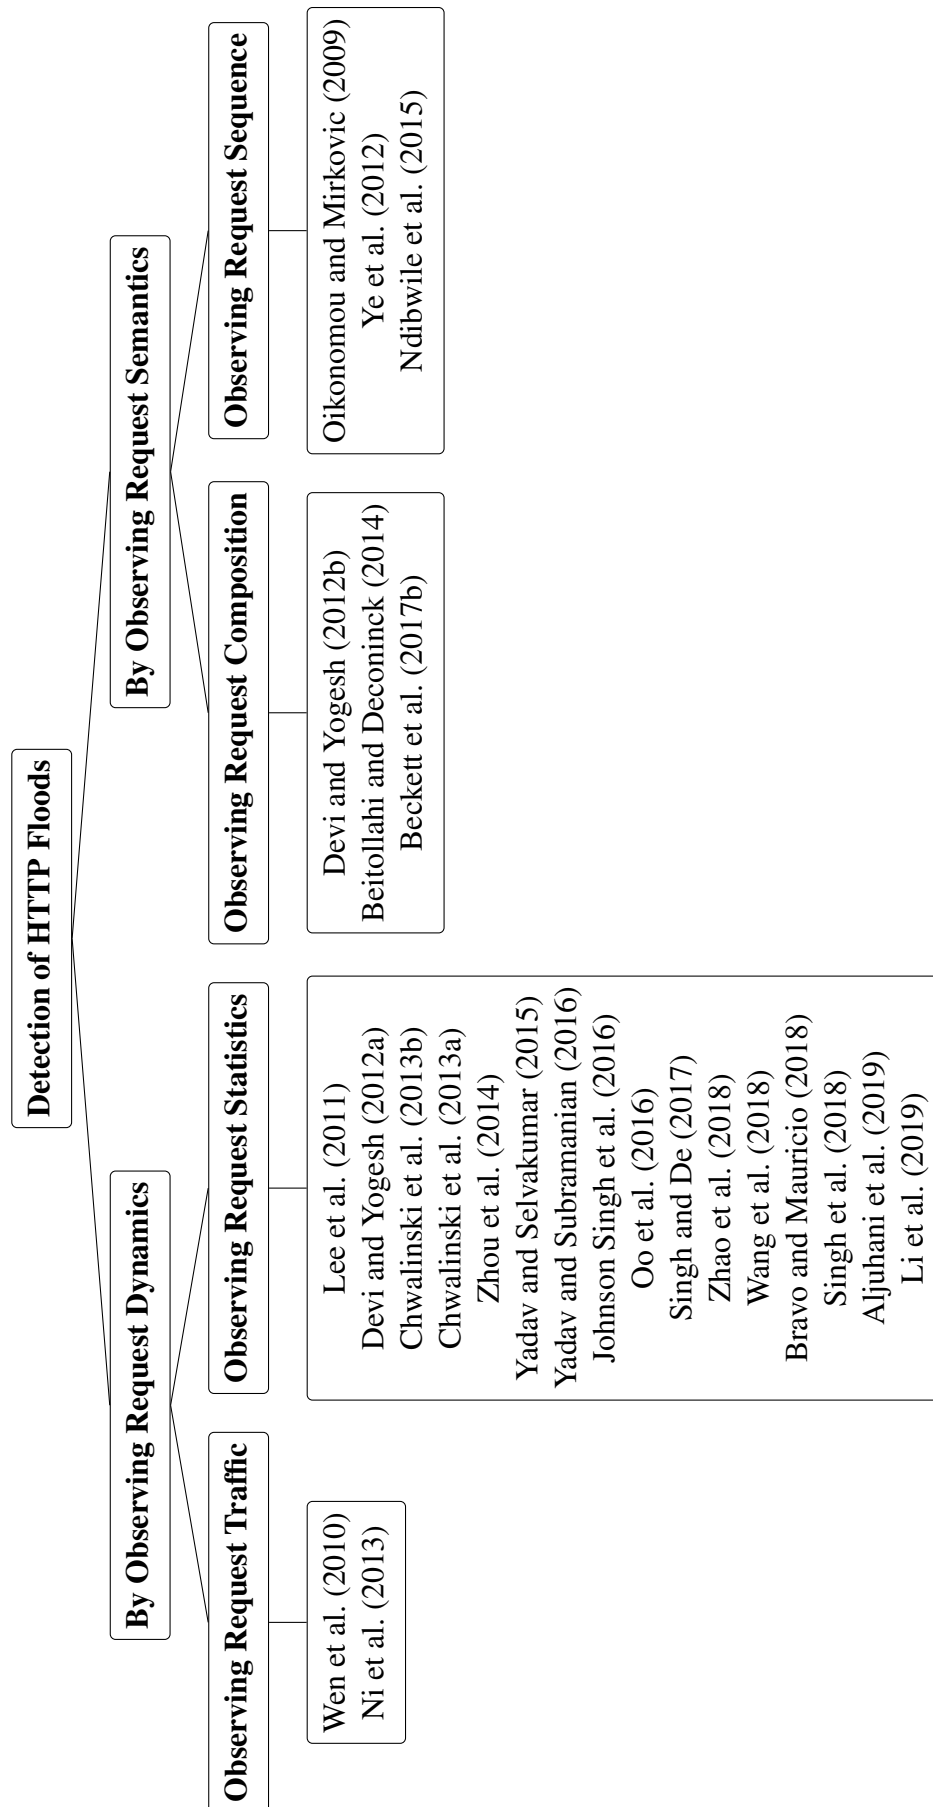 Detection of HTTP Floods
By Observing Request Dynamics
By Observing Request Semantics
Observing Request Traffic
Observing Request Statistics
Observing Request Composition
Observing Request Sequence
Wen et al. (2010)
Ni et al. (2013)
Lee et al. (2011)
Devi and Yogesh (2012a)
Chwalinski et al. (2013b)
Chwalinski et al. (2013a)
Zhou et al. (2014)
Yadav and Selvakumar (2015)
Yadav and Subramanian (2016)
Johnson Singh et al. (2016)
Oo et al. (2016)
Singh and De (2017)
Zhao et al. (2018)
Wang et al. (2018)
Bravo and Mauricio (2018)
Singh et al. (2018)
Aljuhani et al. (2019)
Li et al. (2019)
Devi and Yogesh (2012b)
Beitollahi and Deconinck (2014)
Beckett et al. (2017b)
Oikonomou and Mirkovic (2009)
Ye et al. (2012)
Ndibwile et al. (2015)